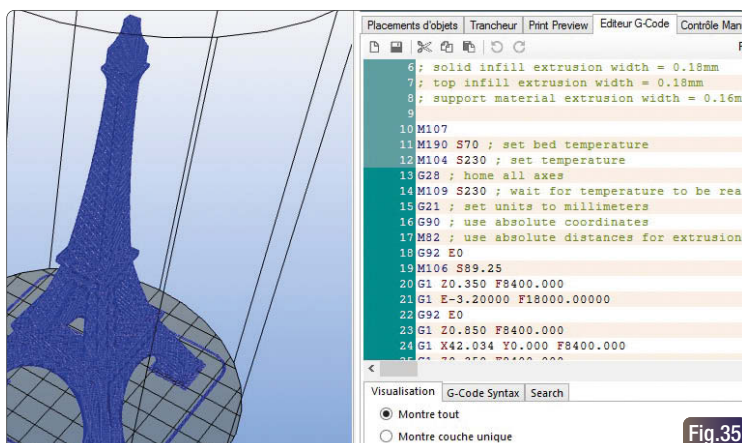 Placements d'objets Trancheur Print Preview Editeur G-Code Contrôle Man
6 ; solid infill extrusion width = 0.18mm
7 ; top infill extrusion width = 0.18mm
8 ; support material extrusion width = 0.16m
9
10 M107
11 M190 S70 ; set bed temperature
12 M104 S230 ; set temperature
13 G28 ; home all axes
14 M109 S230 ; wait for temperature to be rea
15 G21 ; set units to millimeters
16 G90 ; use absolute coordinates
17 M82 ; use absolute distances for extrusion
18 G92 E0
19 M106 S89.25
20 G1 Z0.350 F8400.000
21 G1 E-3.20000 F18000.00000
22 G92 E0
23 G1 Z0.850 F8400.000
24 G1 X42.034 Y0.000 F8400.000
25 G1 Z0.350 F8400.000
Visualisation G-Code Syntax Search
Montre tout
Montre couche unique
Fig.35